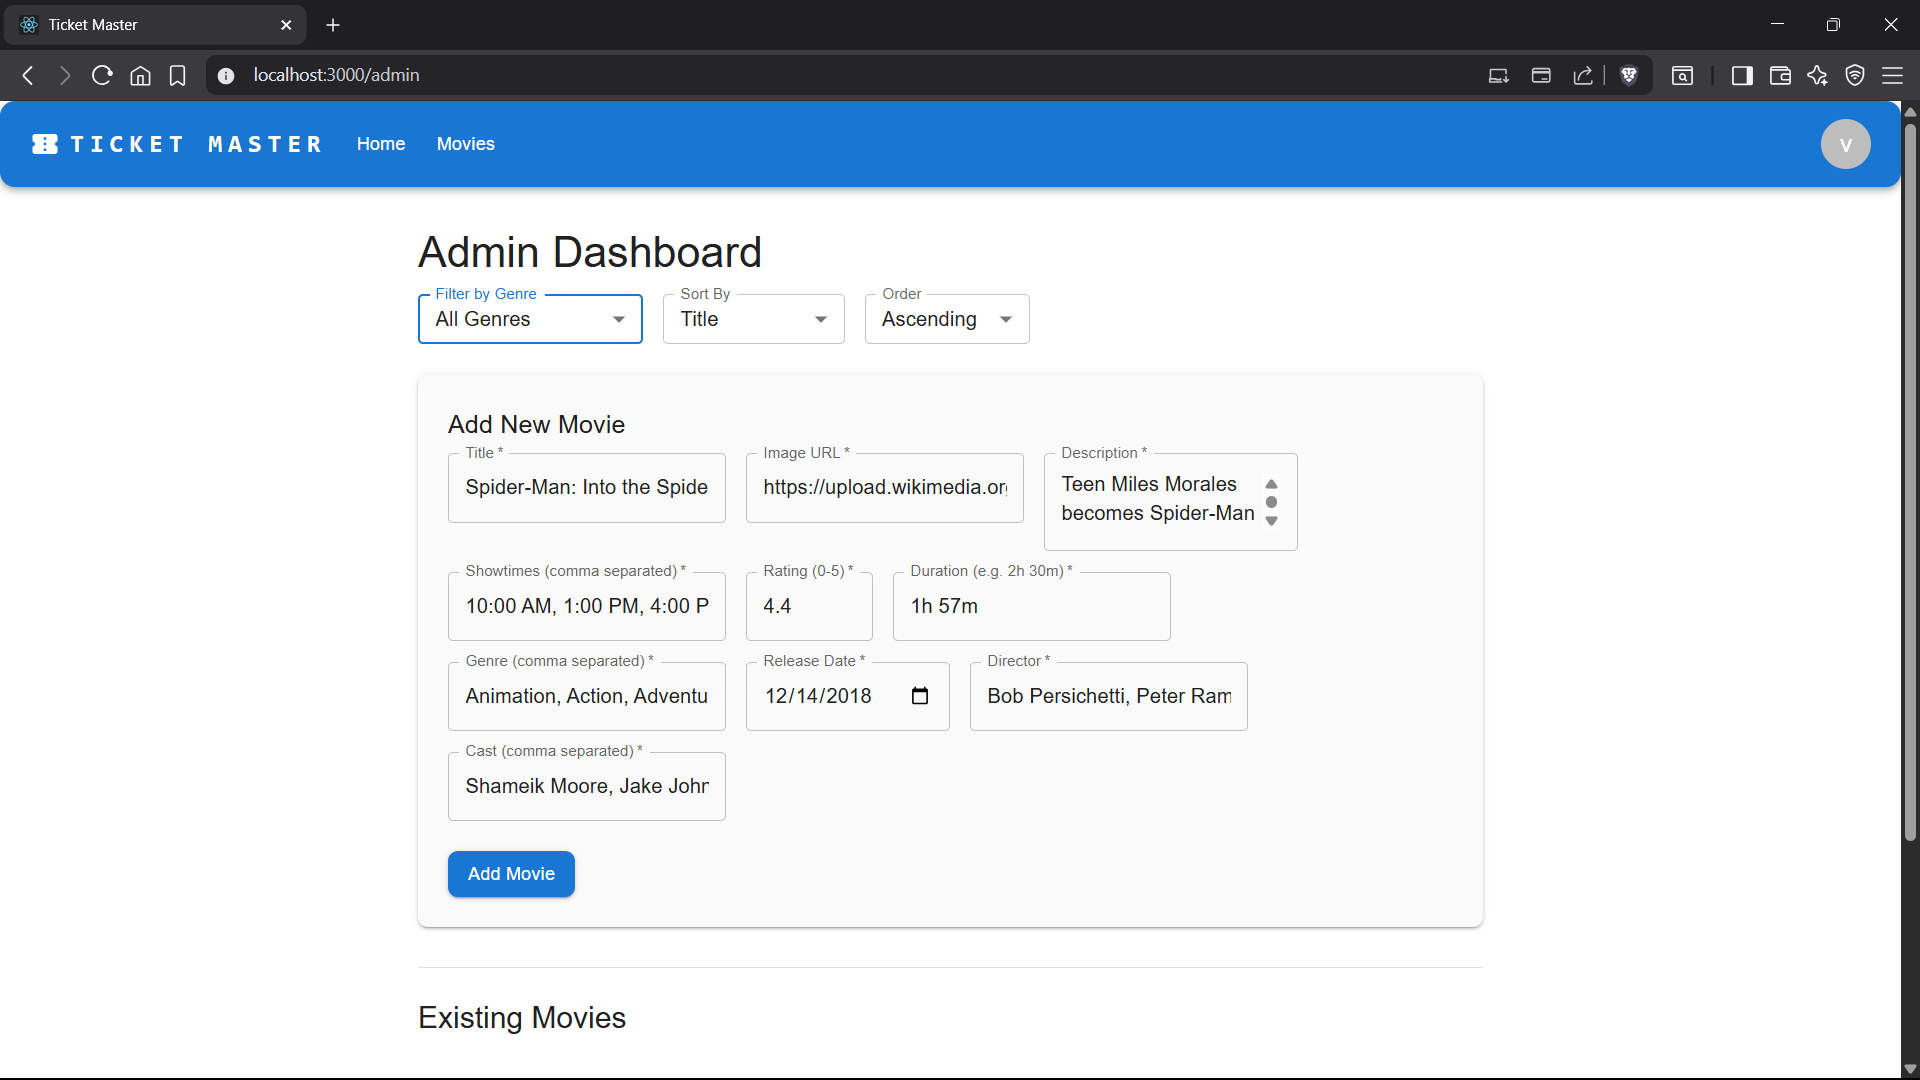 Ticket Master
localhost:3000/admin
TICKET MASTER Home Movies V
Admin Dashboard
Filter by Genre Sort By Order
All Genres Title Ascending
Add New Movie
Title * Image URL * Description *
Spider-Man: Into the Spide https://upload.wikimedia.or Teen Miles Morales
becomes Spider-Man
Showtimes (comma separated) * Rating (0-5) * Duration (e.g. 2h 30m) *
10:00 AM, 1:00 PM, 4:00 P 4.4 1h 57m
Genre (comma separated) * Release Date * Director *
Animation, Action, Adventu 12/14/2018 Bob Persichetti, Peter Ram
Cast (comma separated) *
Shameik Moore, Jake John
Add Movie
Existing Movies